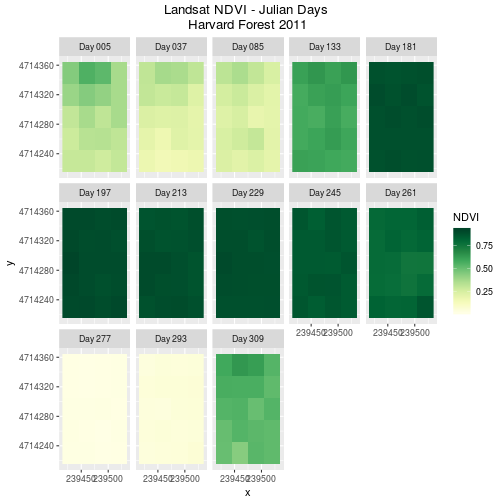 Landsat NDVI - Julian Days
Harvard Forest 2011
Day 005 Day 037 Day 085 Day 133 Day 181
4714360
4714320
4714280
4714240
Day 197 Day 213 Day 229 Day 245 Day 261
4714360
4714320
4714280
4714240
239450 239500 239450 239500
Day 277 Day 293 Day 309
4714360
4714320
4714280
4714240
239450 239500 239450 239500 239450 239500
x
y
NDVI
0.75
0.50
0.25